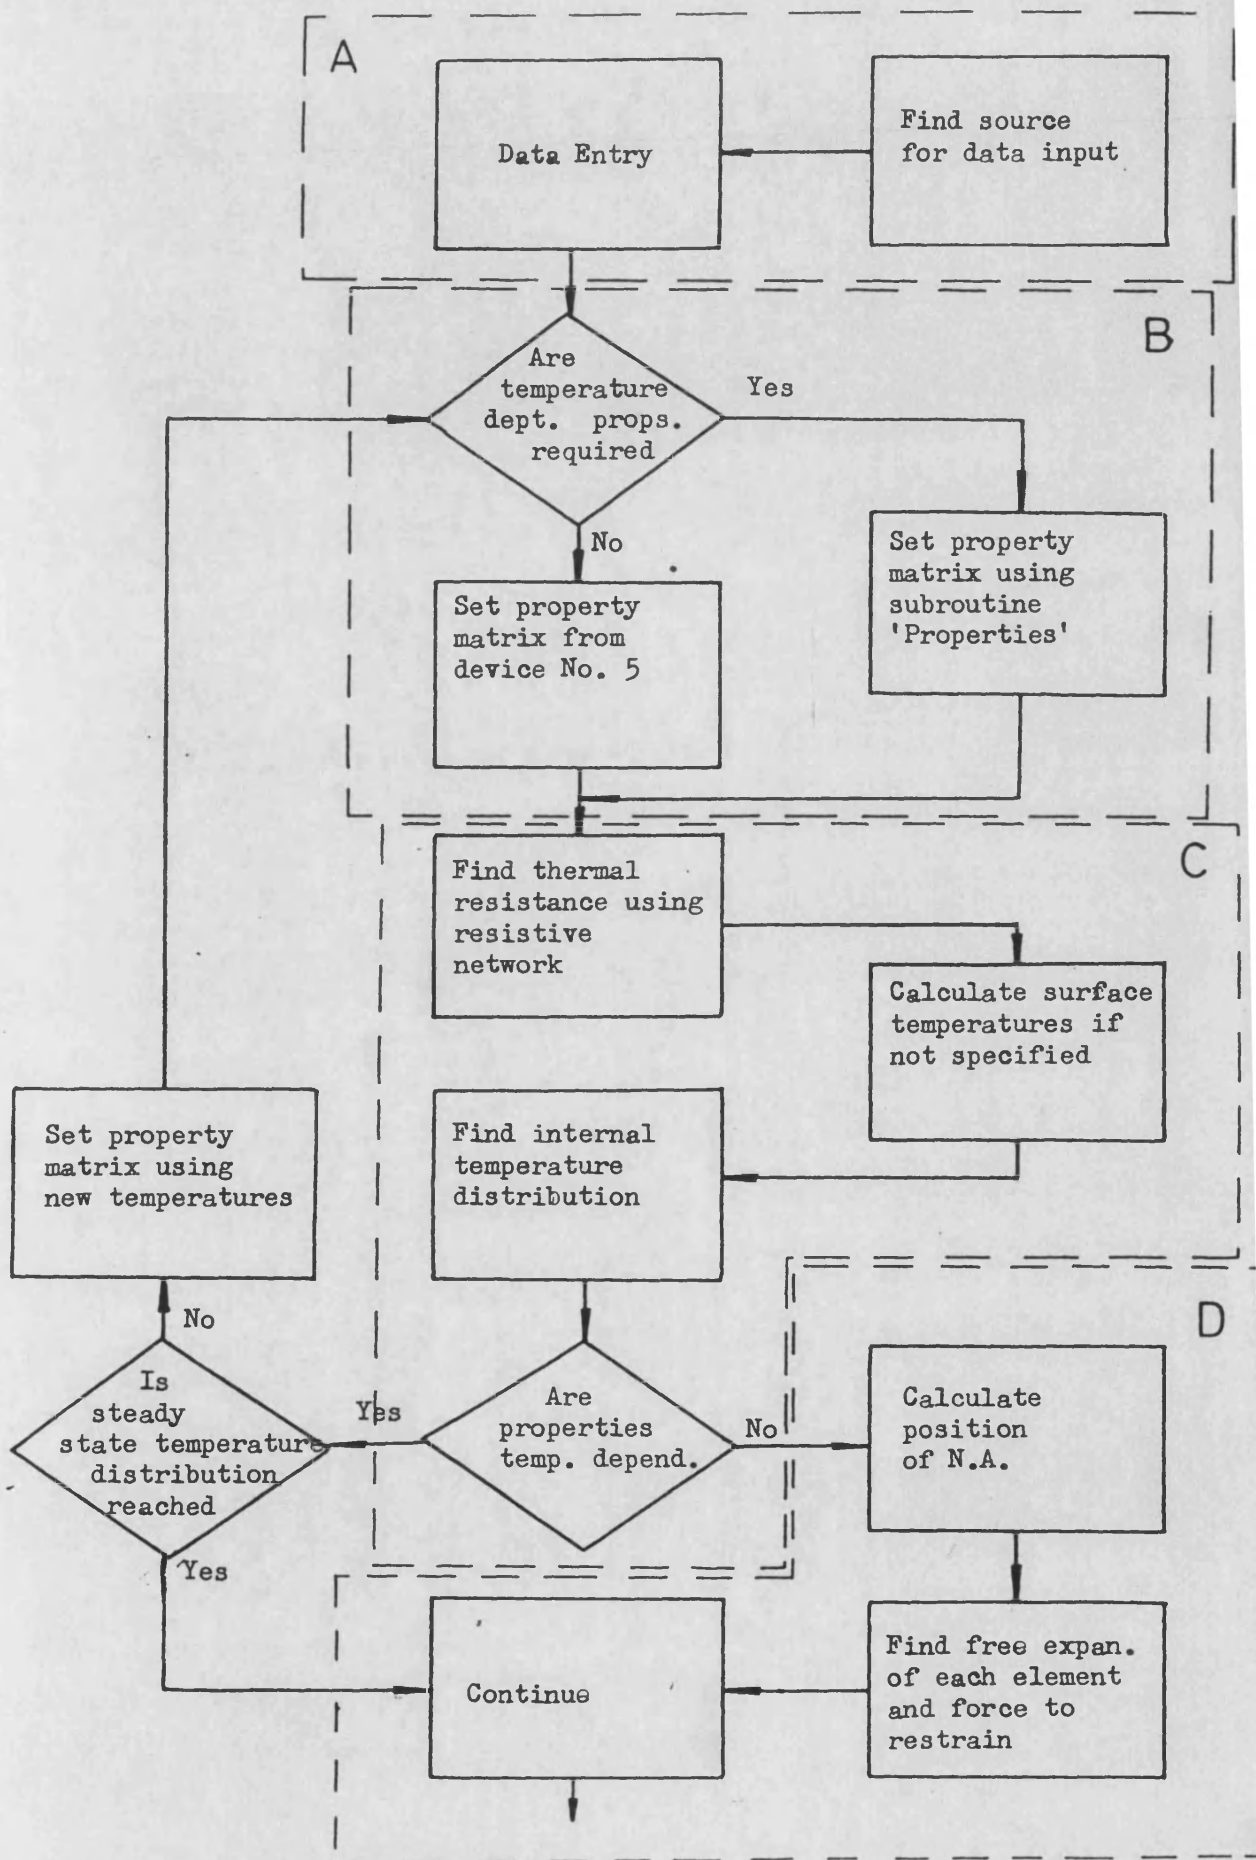 A
Data Entry
Find source
for data input
B
Are
temperature
dept. props.
required
Yes
No
Set property
matrix from
device No. 5
Set property
matrix using
subroutine
'Properties'
C
Find thermal
resistance using
resistive
network
Calculate surface
temperatures if
not specified
Set property
matrix using
new temperatures
Find internal
temperature
distribution
No
D
Is
steady
state temperature
distribution
reached
Yes
Are
properties
temp. depend.
No
Calculate
position
of N.A.
Yes
Continue
Find free expan.
of each element
and force to
restrain